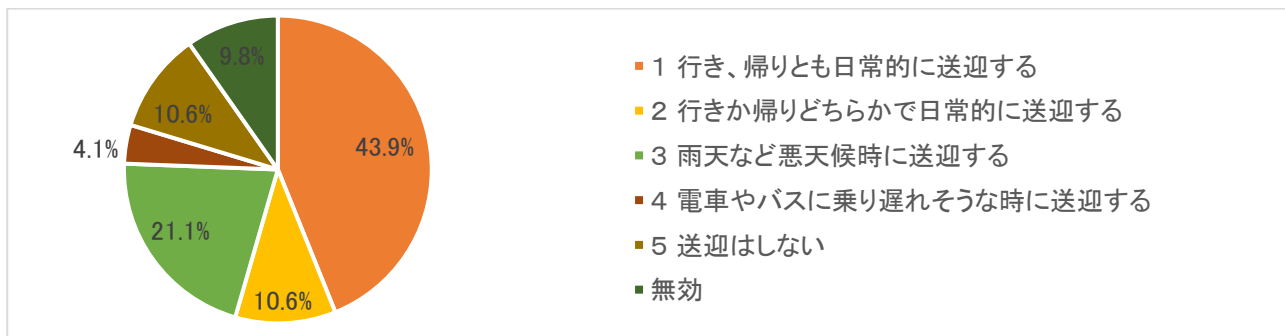 9.8%
10.6%
4.1%
21.1%
10.6%
43.9%
1 行き、帰りとも日常的に送迎する
2 行きか帰りどちらかで日常的に送迎する
3 雨天など悪天候時に送迎する
4 電車やバスに乗り遅れそうな時に送迎する
5 送迎はしない
無効